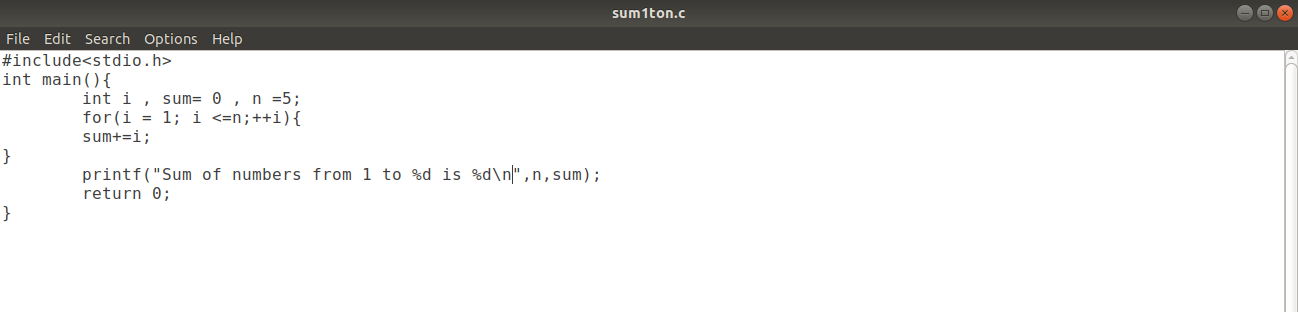 sum1ton.c
File Edit Search Options Help
#include<stdio.h>
int main(){
        int i , sum= 0 , n =5;
        for(i = 1; i <=n;++i){
        sum+=i;
}
        printf("Sum of numbers from 1 to %d is %d\n",n,sum);
        return 0;
}